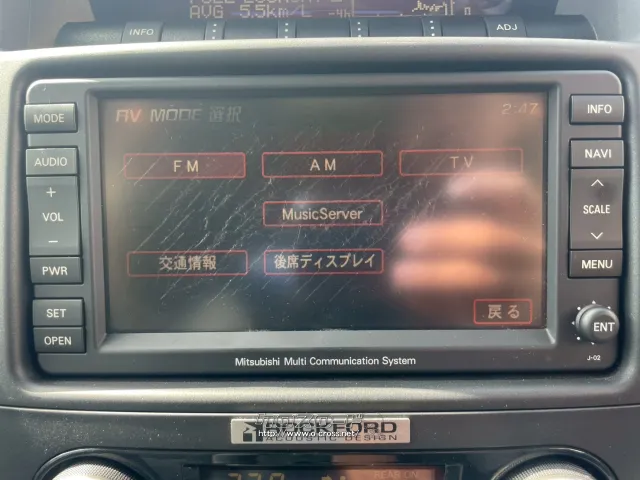 AVG 5.5km/L
INFO
ADJ
MODE
AV MODE 選択
2:47
INFO
AUDIO
FM
AM
TV
NAVI
+
VOL
−
MusicServer
SCALE
PWR
交通情報
後席ディスプレイ
MENU
SET
戻る
ENT
OPEN
J-02
Mitsubishi Multi Communication System
ROCKFORD
ACOUSTIC DESIGN
http://www.o-cross.net/